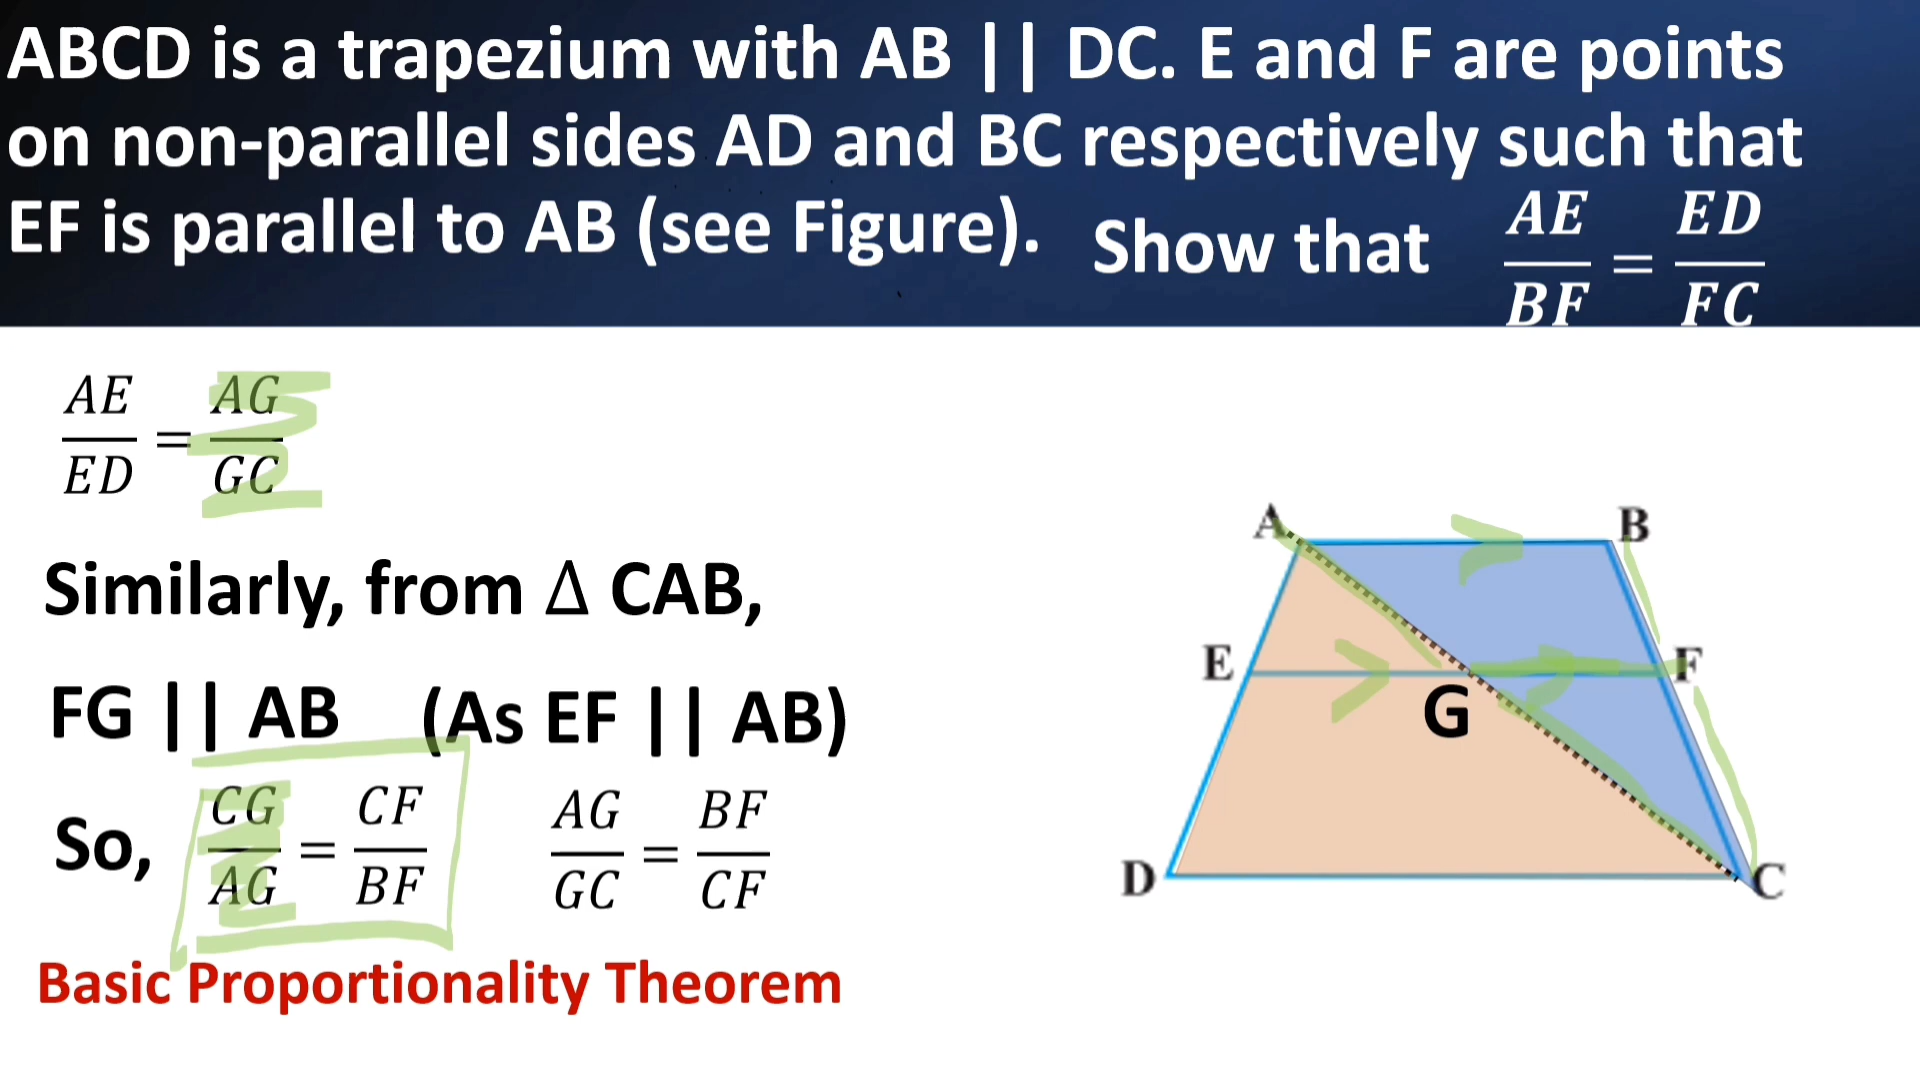 ABCD is a trapezium with AB || DC. E and F are points
on non-parallel sides AD and BC respectively such that
EF is parallel to AB (see Figure). Show that AE/BF = ED/FC
AE/ED = AG/GC
Similarly, from Δ CAB,
FG || AB (As EF || AB)
So, CG/AG = CF/BF AG/GC = BF/CF
Basic Proportionality Theorem
A B
E F
G
D C